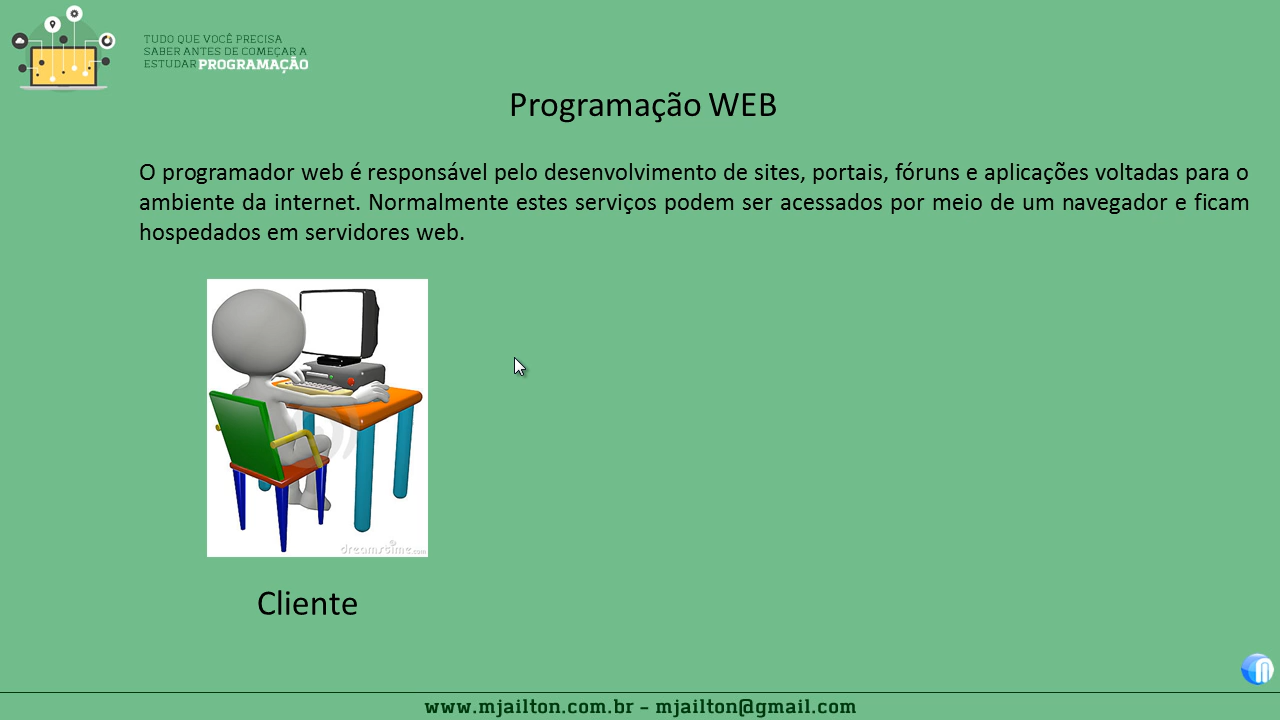 TUDO QUE VOCÊ PRECISA
SABER ANTES DE COMEÇAR A
ESTUDAR PROGRAMAÇÃO
Programação WEB
O programador web é responsável pelo desenvolvimento de sites, portais, fóruns e aplicações voltadas para o
ambiente da internet. Normalmente estes serviços podem ser acessados por meio de um navegador e ficam
hospedados em servidores web.
dreamstime.com
Cliente
www.mjailton.com.br – mjailton@gmail.com